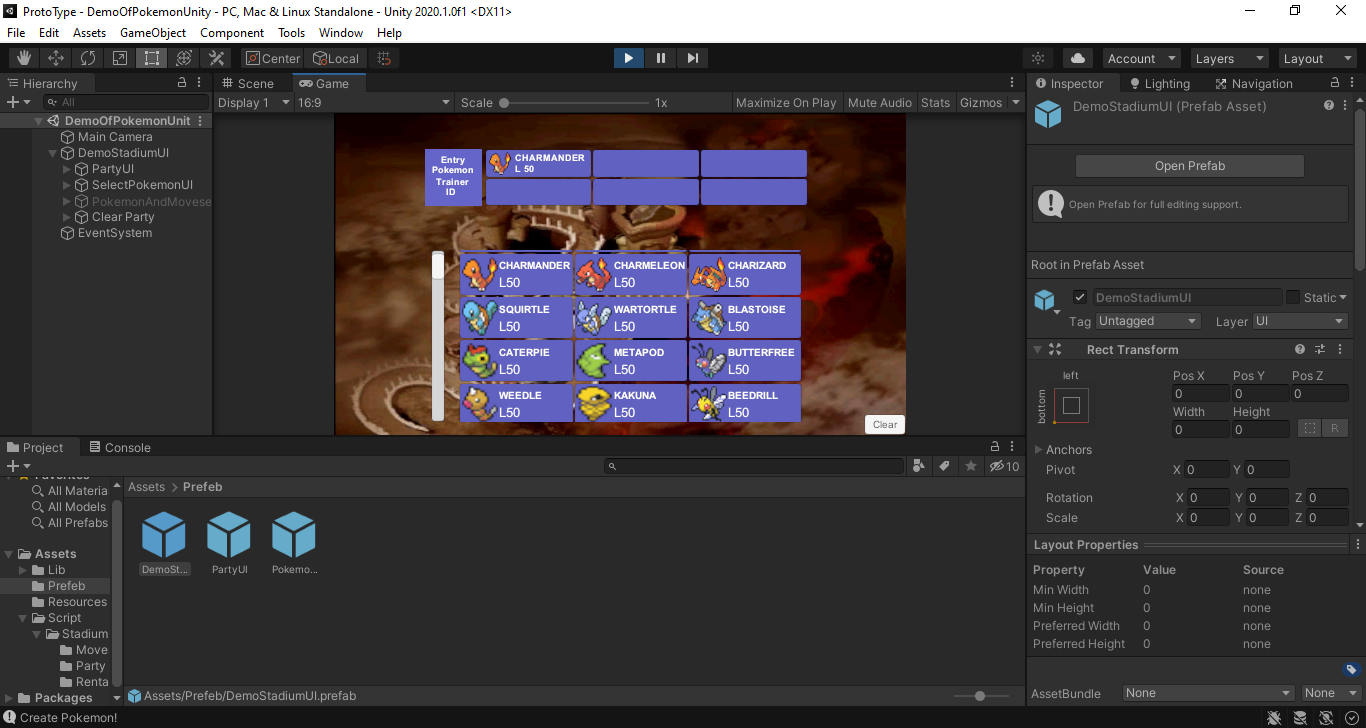 ProtoType - DemoOfPokemonUnity - PC, Mac & Linux Standalone - Unity 2020.1.0f1 <DX11>
File Edit Assets GameObject Component Tools Window Help
Center Local Account Layers Layout
Hierarchy
All
DemoOfPokemonUnit
Main Camera
DemoStadiumUI
PartyUI
SelectPokemonUI
PokemonAndMovese
Clear Party
EventSystem
Scene Game
Display 1 16:9 Scale 1x Maximize On Play Mute Audio Stats Gizmos
Entry
Pokemon
Trainer
ID
CHARMANDER
L 50
CHARMANDER
L50
CHARMELEON
L50
CHARIZARD
L50
SQUIRTLE
L50
WARTORTLE
L50
BLASTOISE
L50
CATERPIE
L50
METAPOD
L50
BUTTERFREE
L50
WEEDLE
L50
KAKUNA
L50
BEEDRILL
L50
Clear
Inspector Lighting Navigation
DemoStadiumUI (Prefab Asset)
Open Prefab
Open Prefab for full editing support.
Root in Prefab Asset
DemoStadiumUI Static
Tag Untagged Layer UI
Rect Transform
left
bottom
Pos X Pos Y Pos Z
0 0 0
Width Height
0 0 R
Anchors
Pivot X 0 Y 0
Rotation X 0 Y 0 Z 0
Scale X 0 Y 0 Z 0
Layout Properties
Property Value Source
Min Width 0 none
Min Height 0 none
Preferred Width 0 none
Preferred Height 0 none
AssetBundle None None
Project Console
10
Favorites
All Materia
All Models
All Prefabs
Assets
Lib
Prefeb
Resources
Script
Stadium
Move
Party
Renta
Packages
Assets > Prefeb
DemoSt...
PartyUI
Pokemo...
Assets/Prefeb/DemoStadiumUI.prefab
Create Pokemon!